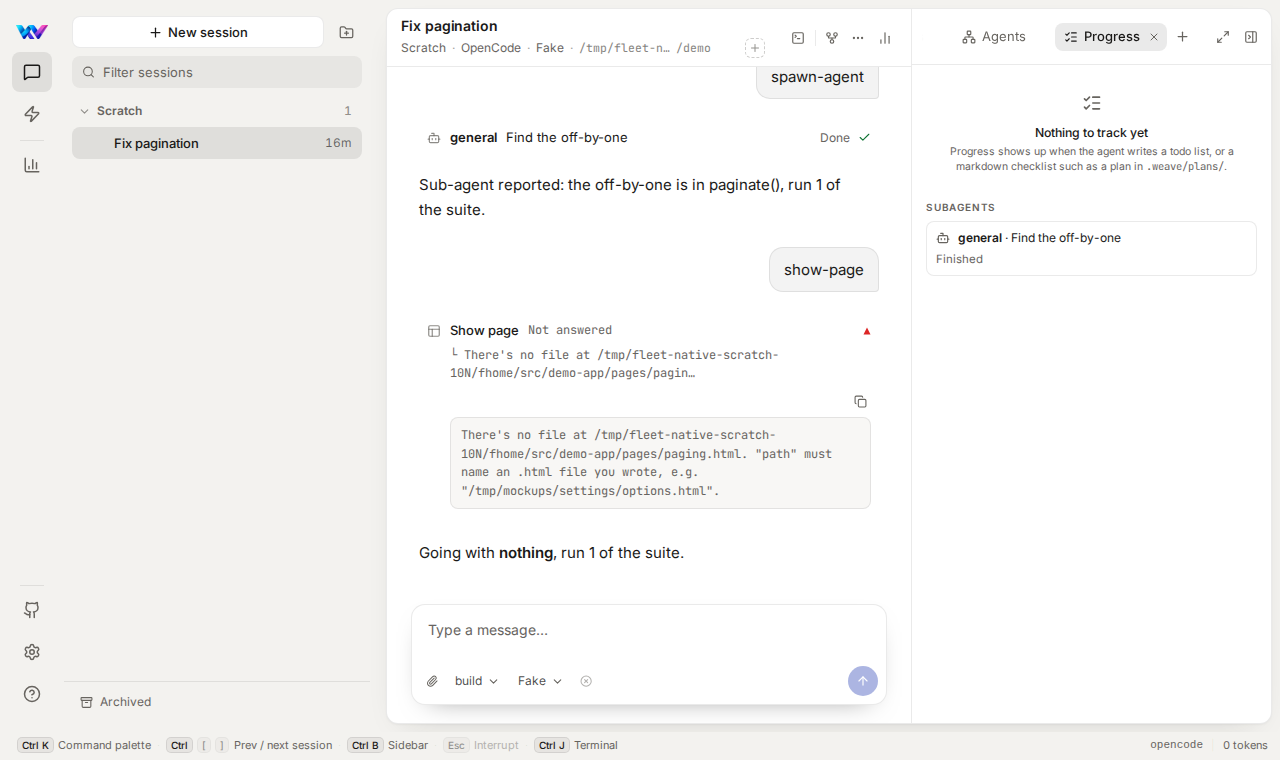 New session
Filter sessions
Scratch 1
Fix pagination 16m
Archived
Fix pagination
Scratch · OpenCode · Fake · /tmp/fleet-n… /demo
spawn-agent
general Find the off-by-one Done
Sub-agent reported: the off-by-one is in paginate(), run 1 of
the suite.
show-page
Show page Not answered
└ There's no file at /tmp/fleet-native-scratch-
10N/fhome/src/demo-app/pages/pagin…
There's no file at /tmp/fleet-native-scratch-
10N/fhome/src/demo-app/pages/paging.html. "path" must
name an .html file you wrote, e.g.
"/tmp/mockups/settings/options.html".
Going with nothing, run 1 of the suite.
Type a message...
build Fake
Agents Progress
Nothing to track yet
Progress shows up when the agent writes a todo list, or a
markdown checklist such as a plan in .weave/plans/.
SUBAGENTS
general · Find the off-by-one
Finished
Ctrl K Command palette Ctrl [ ] Prev / next session Ctrl B Sidebar Esc Interrupt Ctrl J Terminal opencode 0 tokens